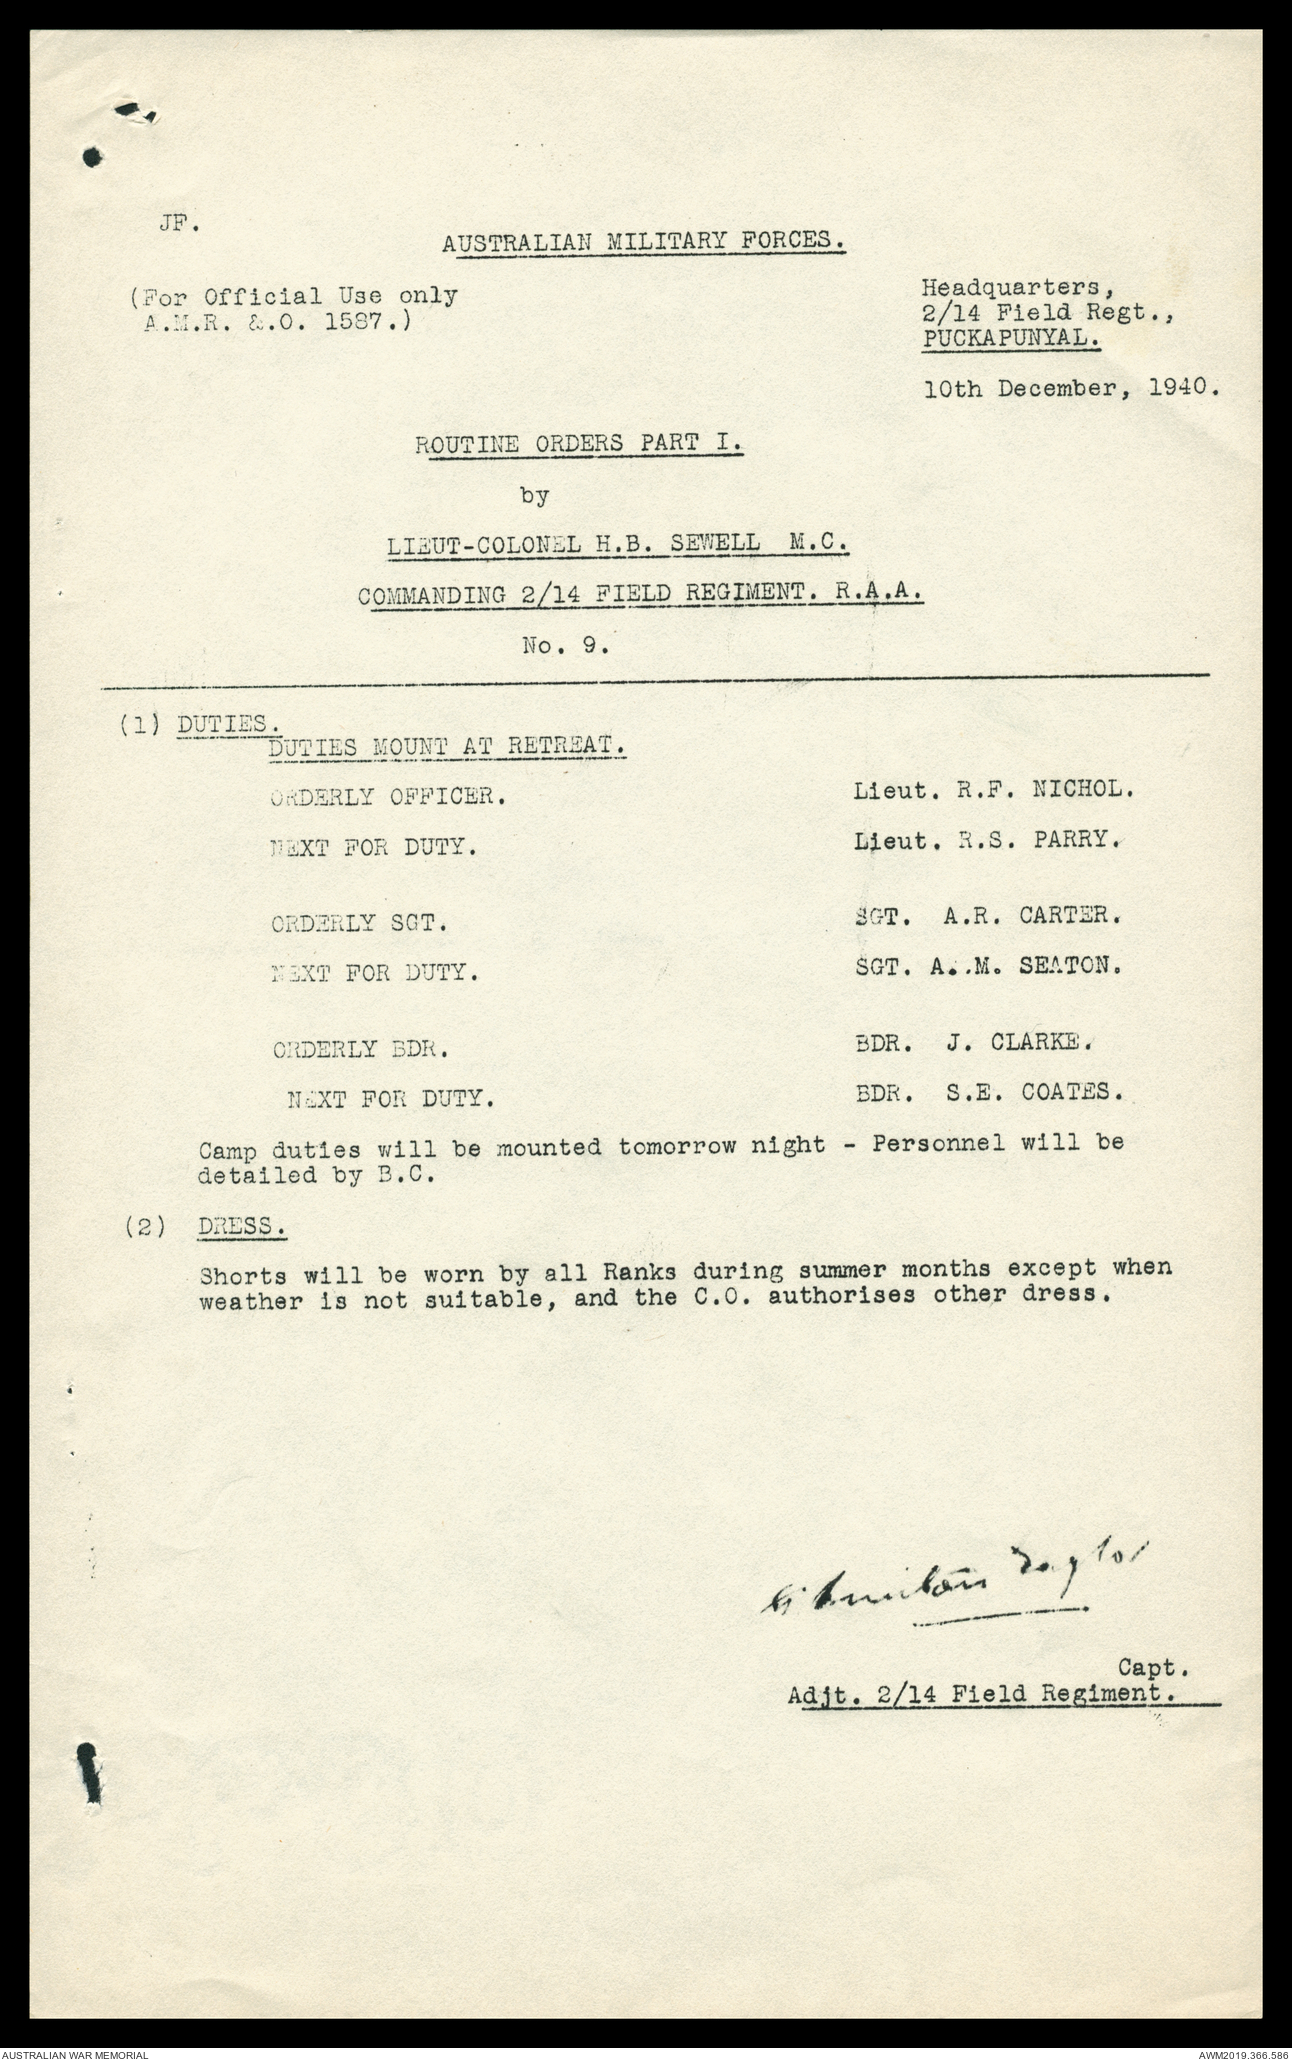 JF.
AUSTRALIAN MILITARY FORCES.
(For Official Use only
A.M.R. &.O. 1587.)
Headquarters,
2/14 Field Regt.,
PUCKAPUNYAL.
10th December, 1940.
ROUTINE ORDERS PART I.
by
LIEUT-COLONEL H.B. SEWELL M.C.
COMMANDING 2/14 FIELD REGIMENT. R.A.A.
No. 9.
(1) DUTIES.
DUTIES MOUNT AT RETREAT.
ORDERLY OFFICER. Lieut. R.F. NICHOL.
NEXT FOR DUTY. Lieut. R.S. PARRY.
ORDERLY SGT. SGT. A.R. CARTER.
NEXT FOR DUTY. SGT. A..M. SEATON.
ORDERLY BDR. BDR. J. CLARKE.
NEXT FOR DUTY. BDR. S.E. COATES.
Camp duties will be mounted tomorrow night - Personnel will be
detailed by B.C.
(2) DRESS.
Shorts will be worn by all Ranks during summer months except when
weather is not suitable, and the C.O. authorises other dress.
Taylor
Capt.
Adjt. 2/14 Field Regiment.
AUSTRALIAN WAR MEMORIAL
AWM2019.366.586